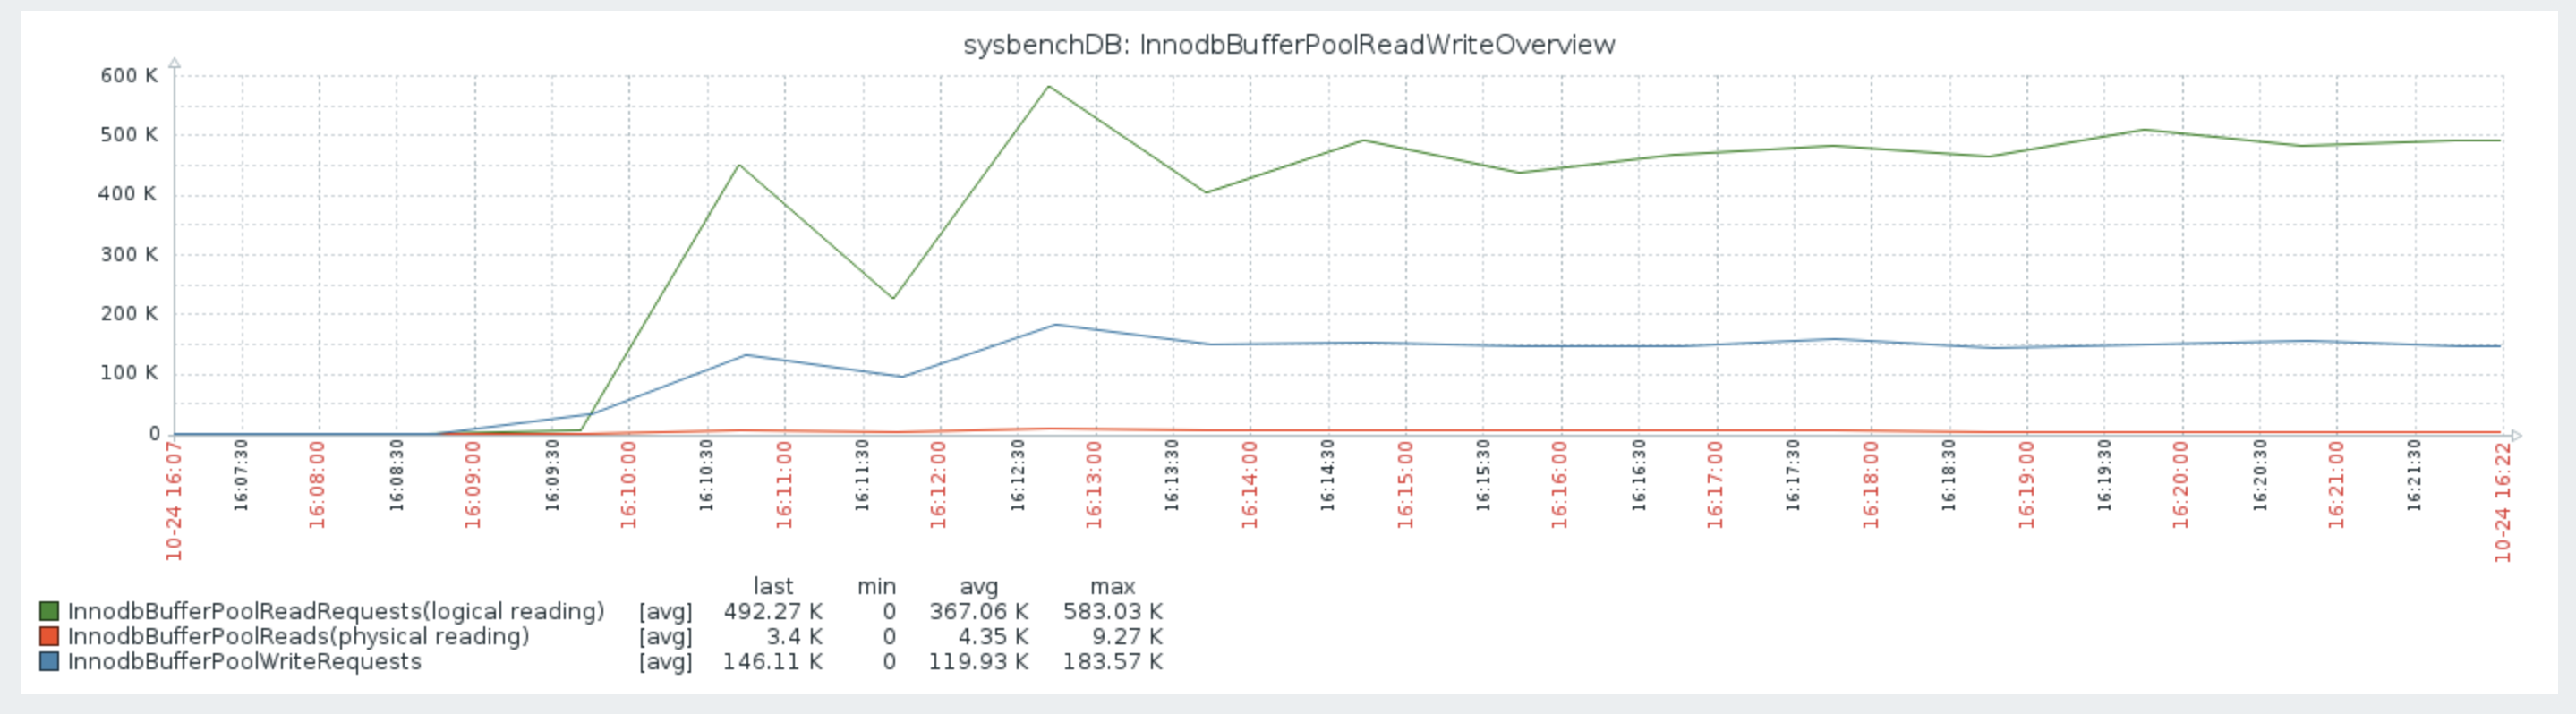 sysbenchDB: InnodbBufferPoolReadWriteOverview
600 K
500 K
400 K
300 K
200 K
100 K
0
10-24 16:07
16:07:30
16:08:00
16:08:30
16:09:00
16:09:30
16:10:00
16:10:30
16:11:00
16:11:30
16:12:00
16:12:30
16:13:00
16:13:30
16:14:00
16:14:30
16:15:00
16:15:30
16:16:00
16:16:30
16:17:00
16:17:30
16:18:00
16:18:30
16:19:00
16:19:30
16:20:00
16:20:30
16:21:00
16:21:30
10-24 16:22
last min avg max
InnodbBufferPoolReadRequests(logical reading) [avg] 492.27 K 0 367.06 K 583.03 K
InnodbBufferPoolReads(physical reading) [avg] 3.4 K 0 4.35 K 9.27 K
InnodbBufferPoolWriteRequests [avg] 146.11 K 0 119.93 K 183.57 K